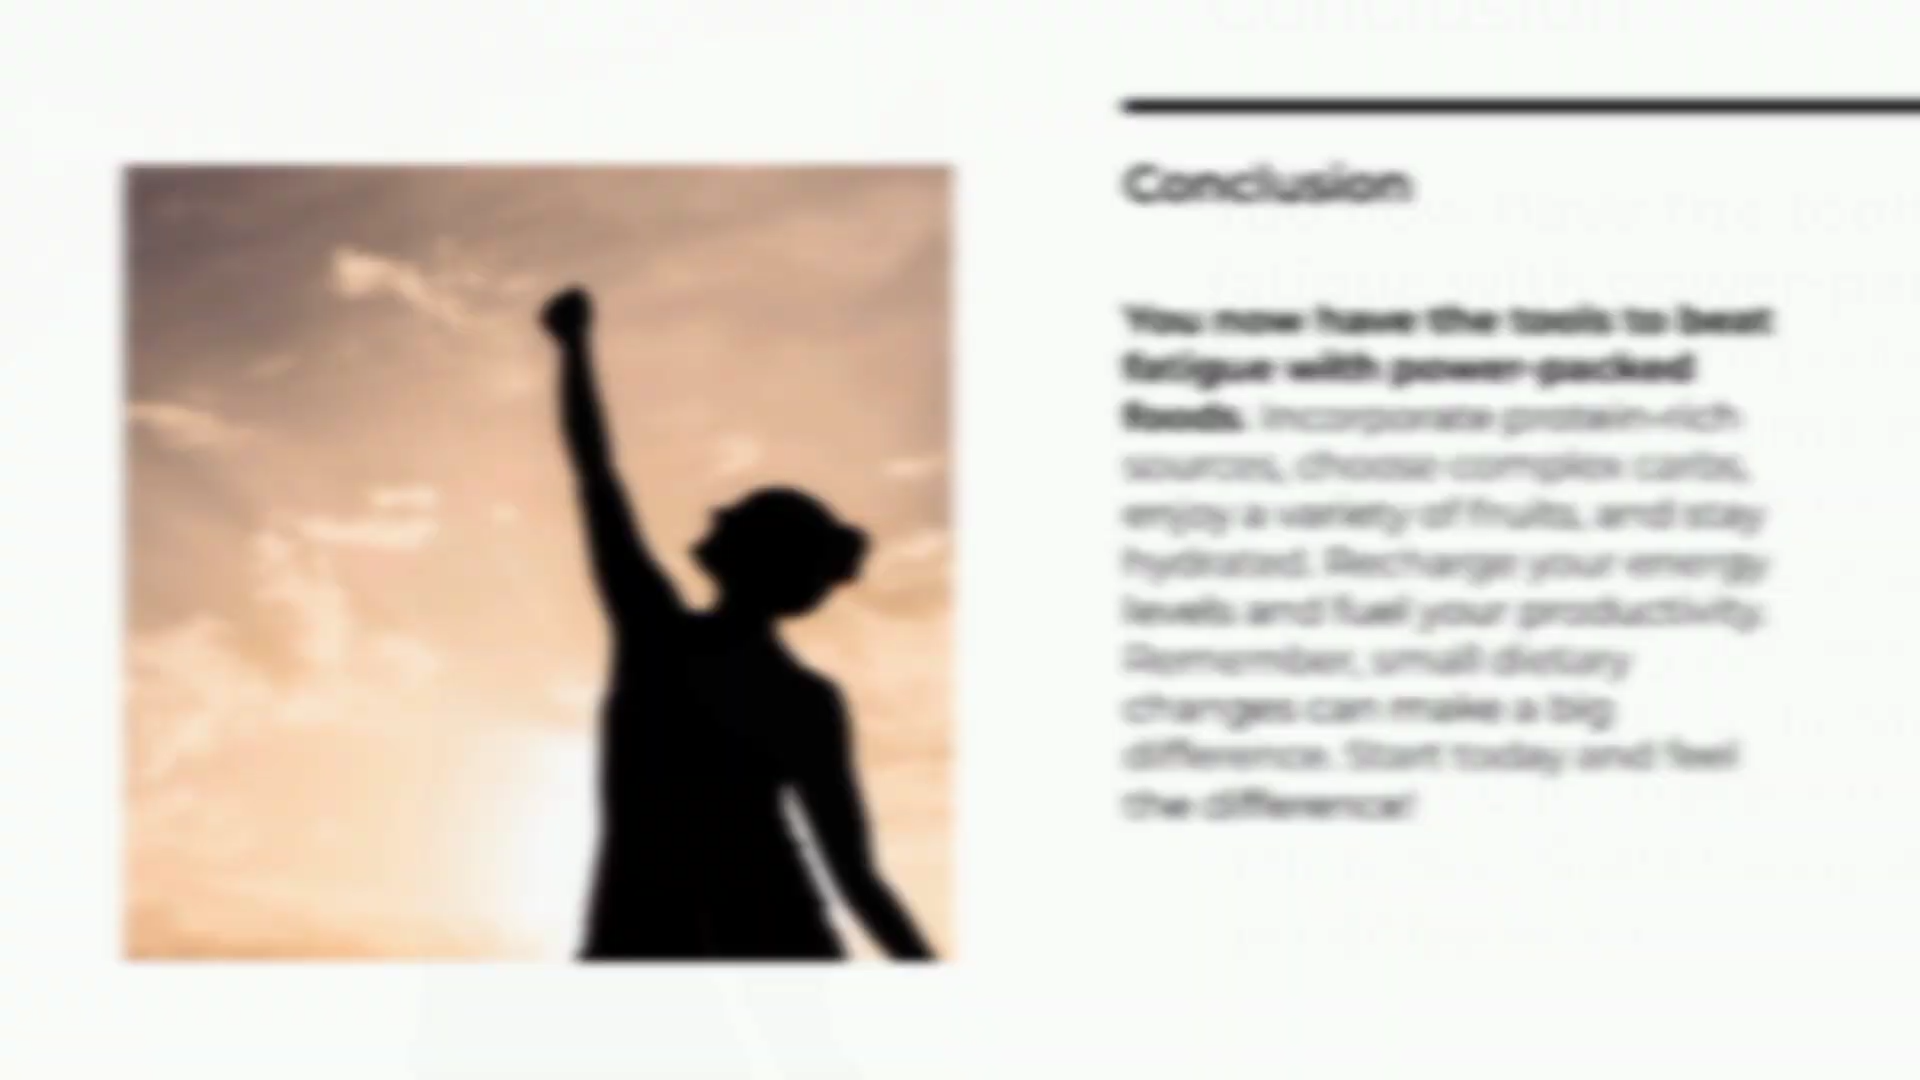 Conclusion
You now have the tools to beat
fatigue with power-packed
foods. Incorporate protein-rich
sources, choose complex carbs,
enjoy a variety of fruits, and stay
hydrated. Recharge your energy
levels and fuel your productivity.
Remember, small dietary
changes can make a big
difference. Start today and feel
the difference!